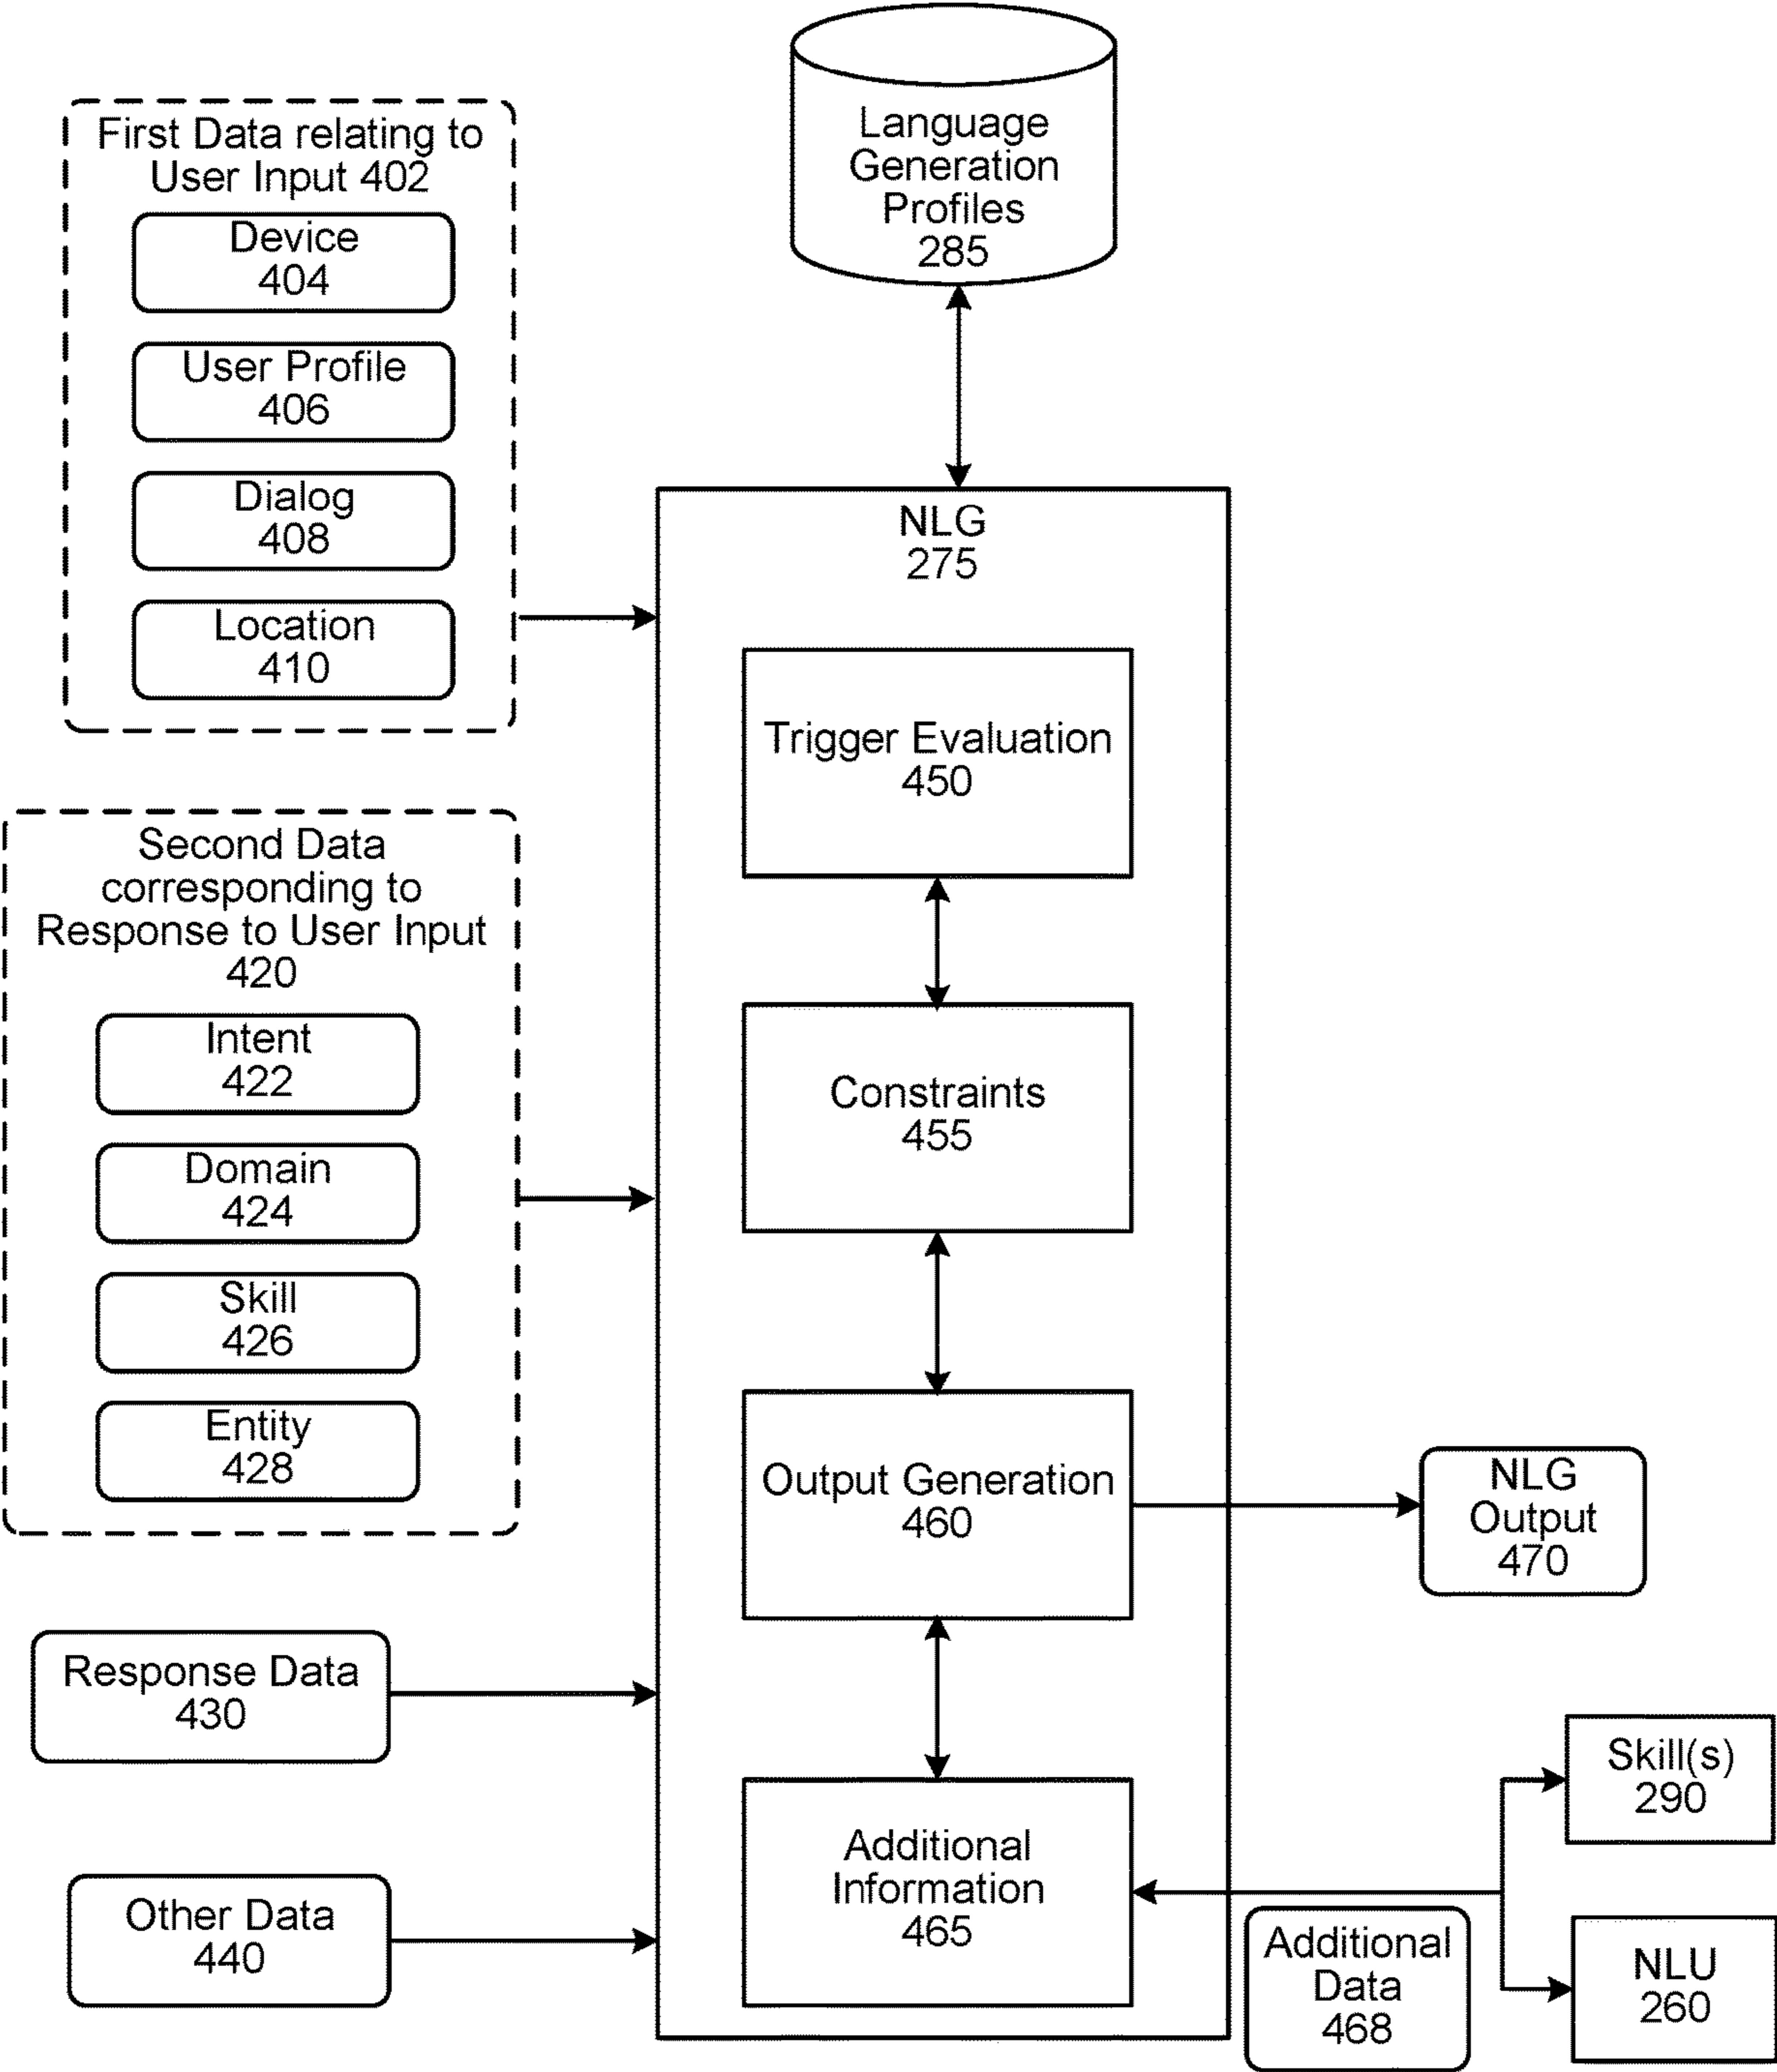 Language
Generation
Profiles
285
First Data relating to
User Input 402
Device
404
User Profile
406
Dialog
408
Location
410
NLG
275
Trigger Evaluation
450
Second Data
corresponding to
Response to User Input
420
Intent
422
Domain
424
Skill
426
Entity
428
Constraints
455
Output Generation
460
NLG
Output
470
Response Data
430
Other Data
440
Additional
Information
465
Additional
Data
468
Skill(s)
290
NLU
260